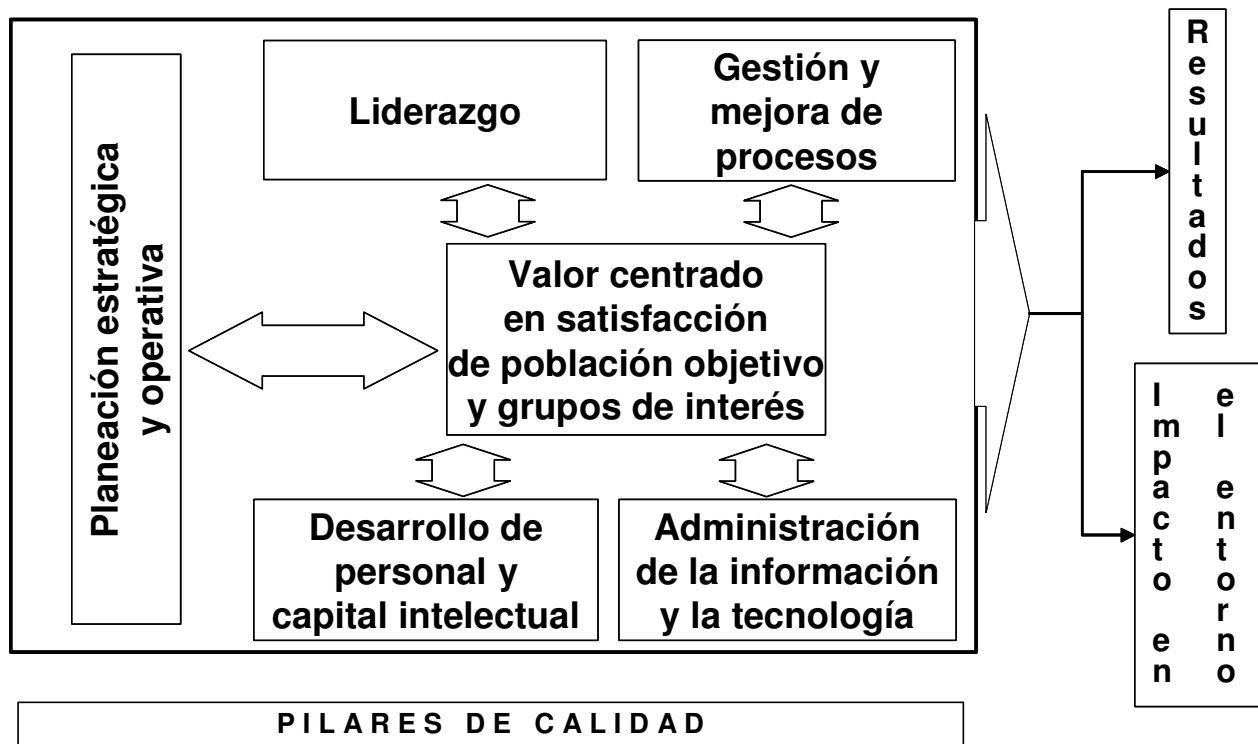 Planeación estratégica
y operativa
Liderazgo
Gestión y
mejora de
procesos
Valor centrado
en satisfacción
de población objetivo
y grupos de interés
Desarrollo de
personal y
capital intelectual
Administración
de la información
y la tecnología
Resultados
Impacto en
el entorno
PILARES DE CALIDAD